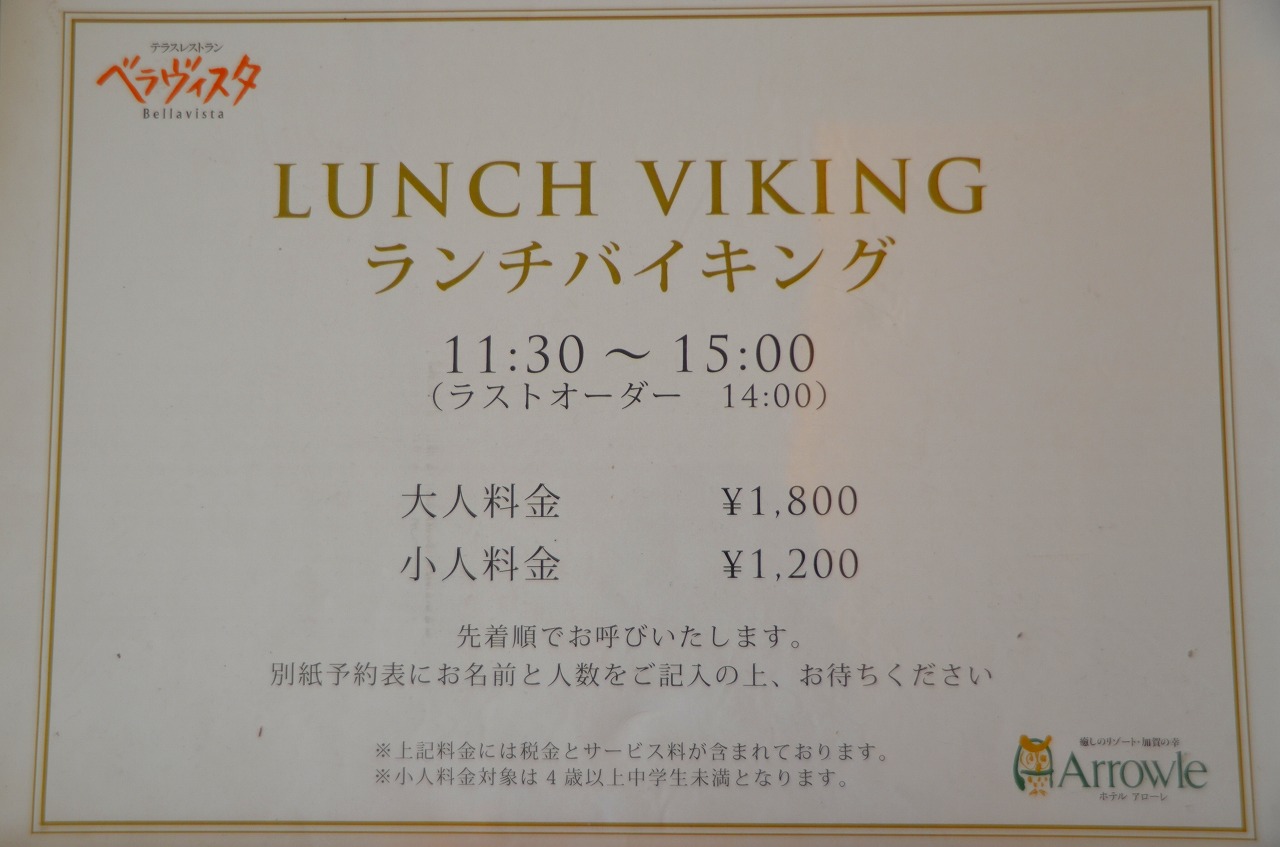 テラスレストラン
ベラヴィスタ
Bellavista
LUNCH VIKING
ランチバイキング
11:30 ～ 15:00
（ラストオーダー　14:00）
大人料金　¥1,800
小人料金　¥1,200
先着順でお呼びいたします。
別紙予約表にお名前と人数をご記入の上、お待ちください
※上記料金には税金とサービス料が含まれております。
※小人料金対象は4歳以上中学生未満となります。
癒しのリゾート・加賀の幸
Arrowle
ホテル アローレ